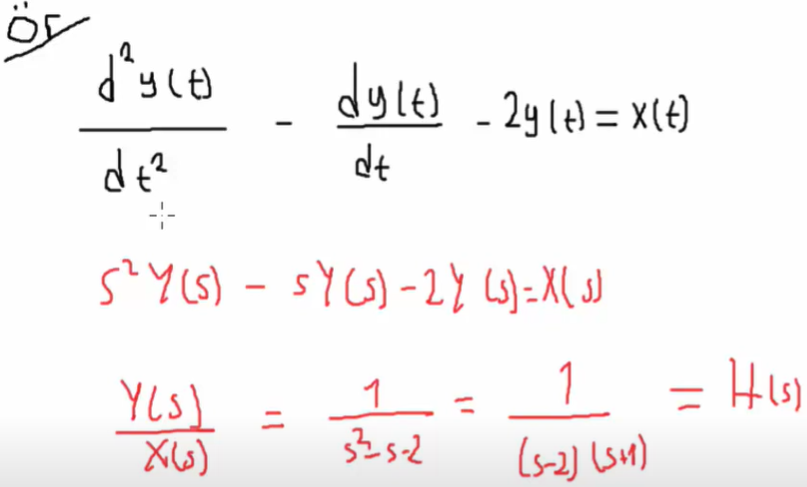 ÖR
d²y(t)/dt² - dy(t)/dt - 2y(t) = x(t)
s²Y(s) - sY(s) - 2Y(s) = X(s)
Y(s)/X(s) = 1/(s²-s-2) = 1/((s-2)(s+1)) = H(s)